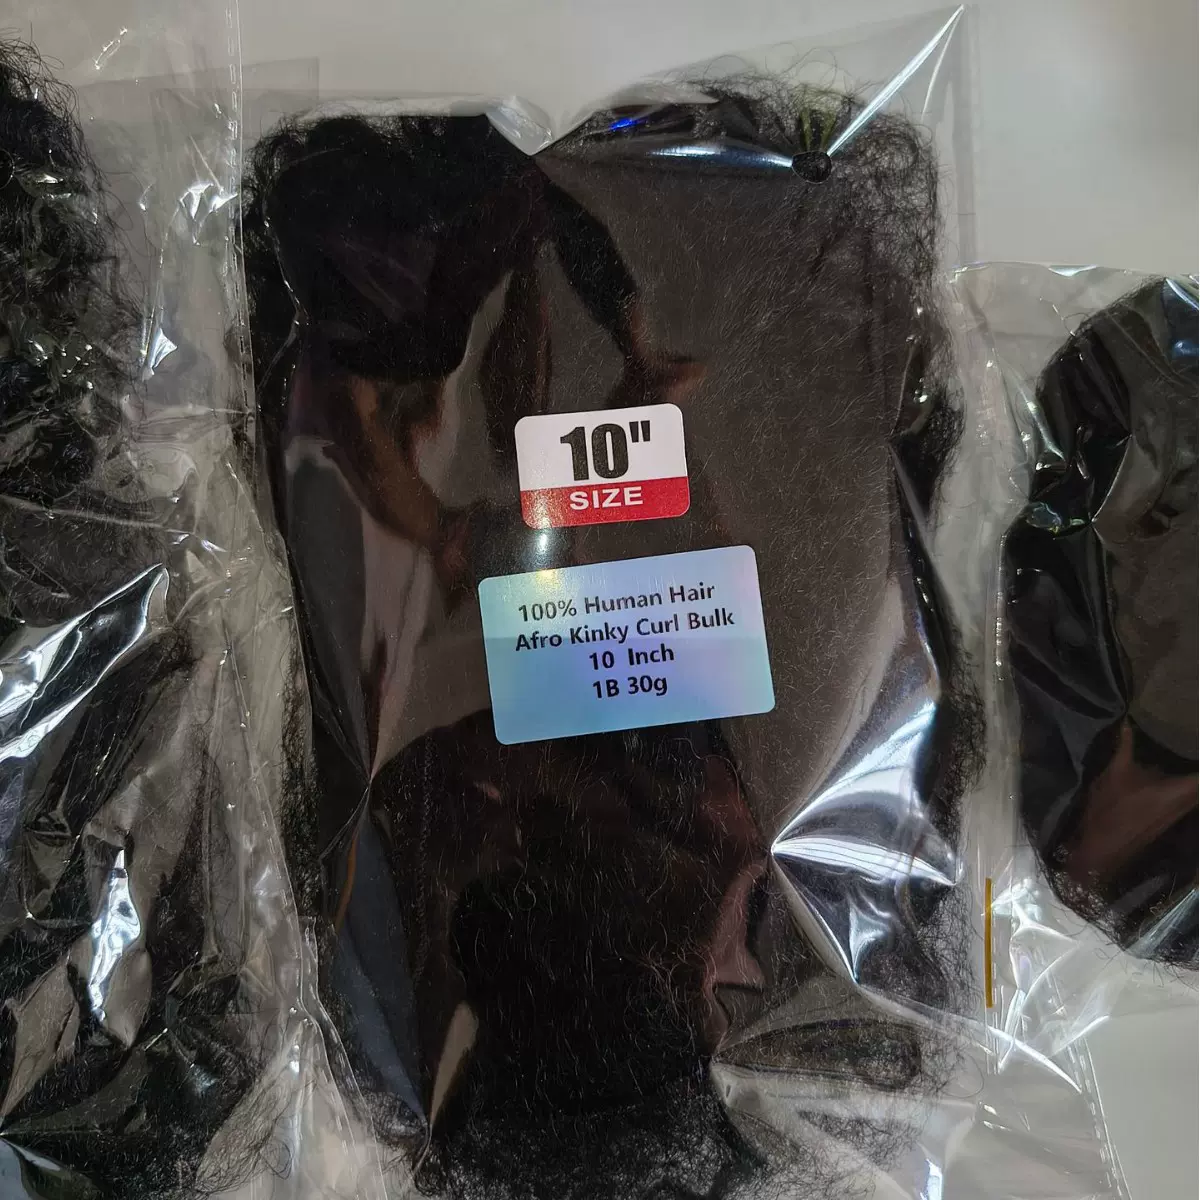 10"
SIZE
100% Human Hair
Afro Kinky Curl Bulk
10 Inch
1B 30g